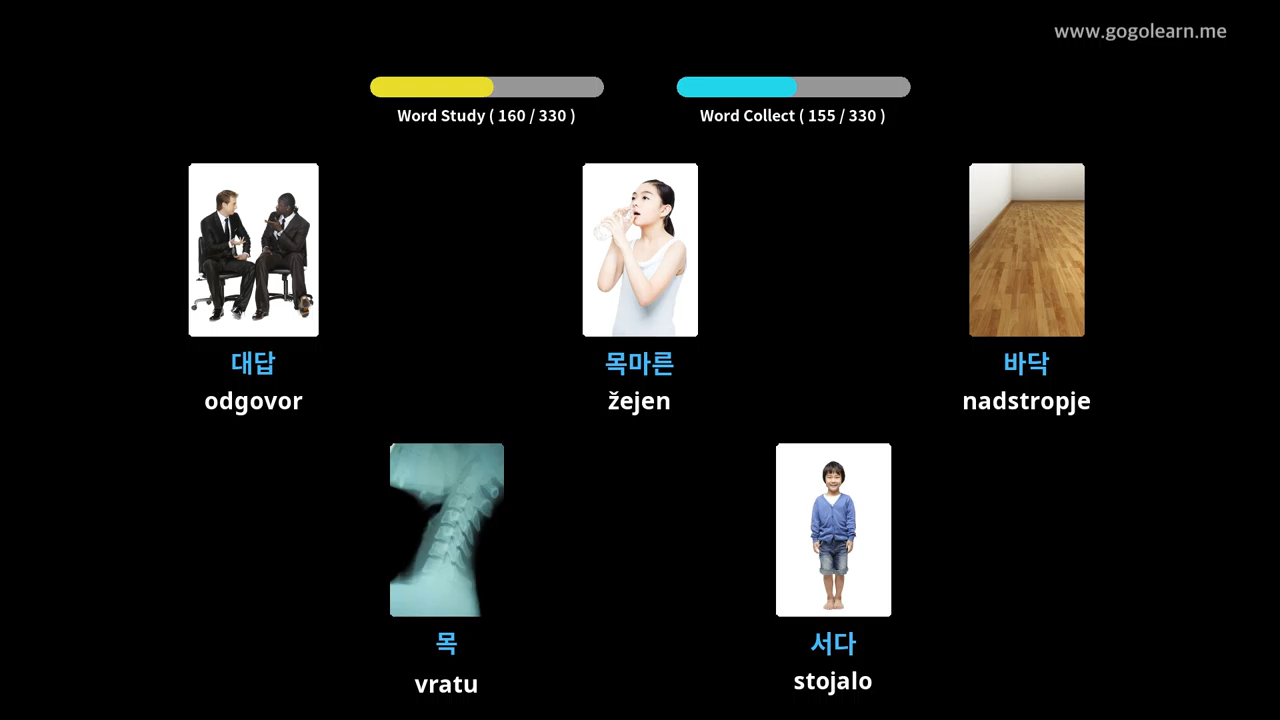 www.gogolearn.me
Word Study ( 160 / 330 )
Word Collect ( 155 / 330 )
대답
odgovor
목마른
žejen
바닥
nadstropje
목
vratu
서다
stojalo